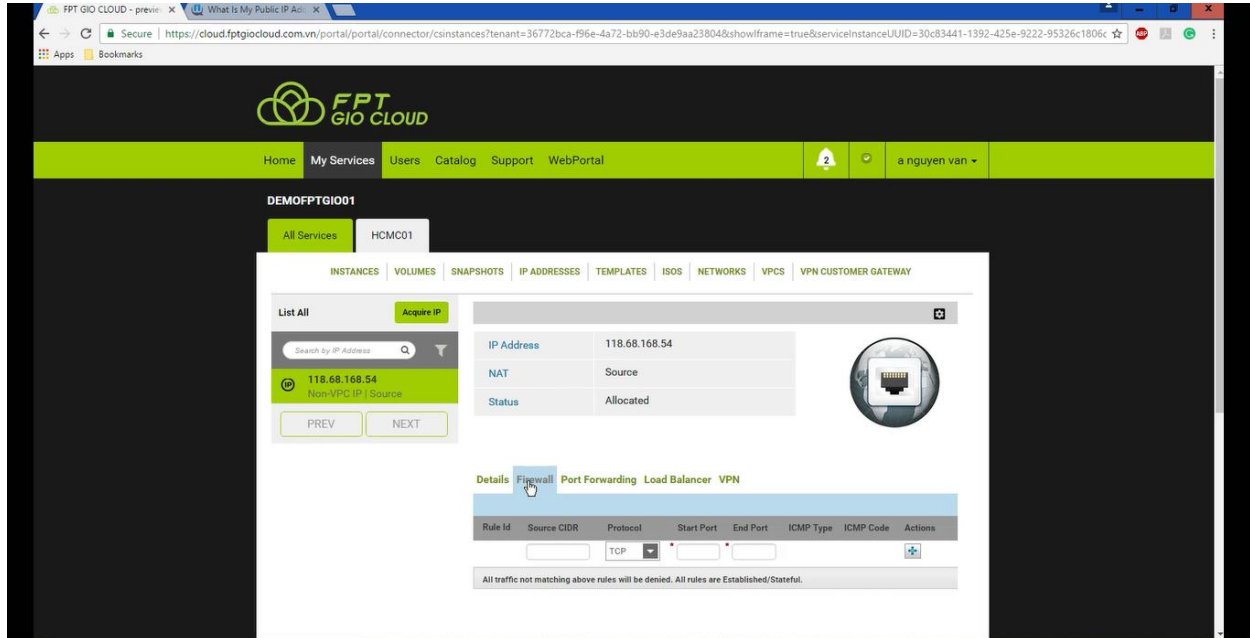 FPT GIO CLOUD - previe
What Is My Public IP Add
Secure https://cloud.fptgiocloud.com.vn/portal/portal/connector/csinstances?tenant=36772bca-f96e-4a72-bb90-e3de9aa23804&showIframe=true&serviceInstanceUUID=30c83441-1392-425e-9222-95326c1806c
ABP
Apps Bookmarks
FPT
GIO CLOUD
Home My Services Users Catalog Support WebPortal 2 a nguyen van
DEMOFPTGIO01
All Services HCMC01
INSTANCES VOLUMES SNAPSHOTS IP ADDRESSES TEMPLATES ISOS NETWORKS VPCS VPN CUSTOMER GATEWAY
List All Acquire IP
Search by IP Address
IP 118.68.168.54
Non-VPC IP | Source
PREV NEXT
IP Address 118.68.168.54
NAT Source
Status Allocated
Details Firewall Port Forwarding Load Balancer VPN
Rule Id Source CIDR Protocol Start Port End Port ICMP Type ICMP Code Actions
TCP * *
All traffic not matching above rules will be denied. All rules are Established/Stateful.